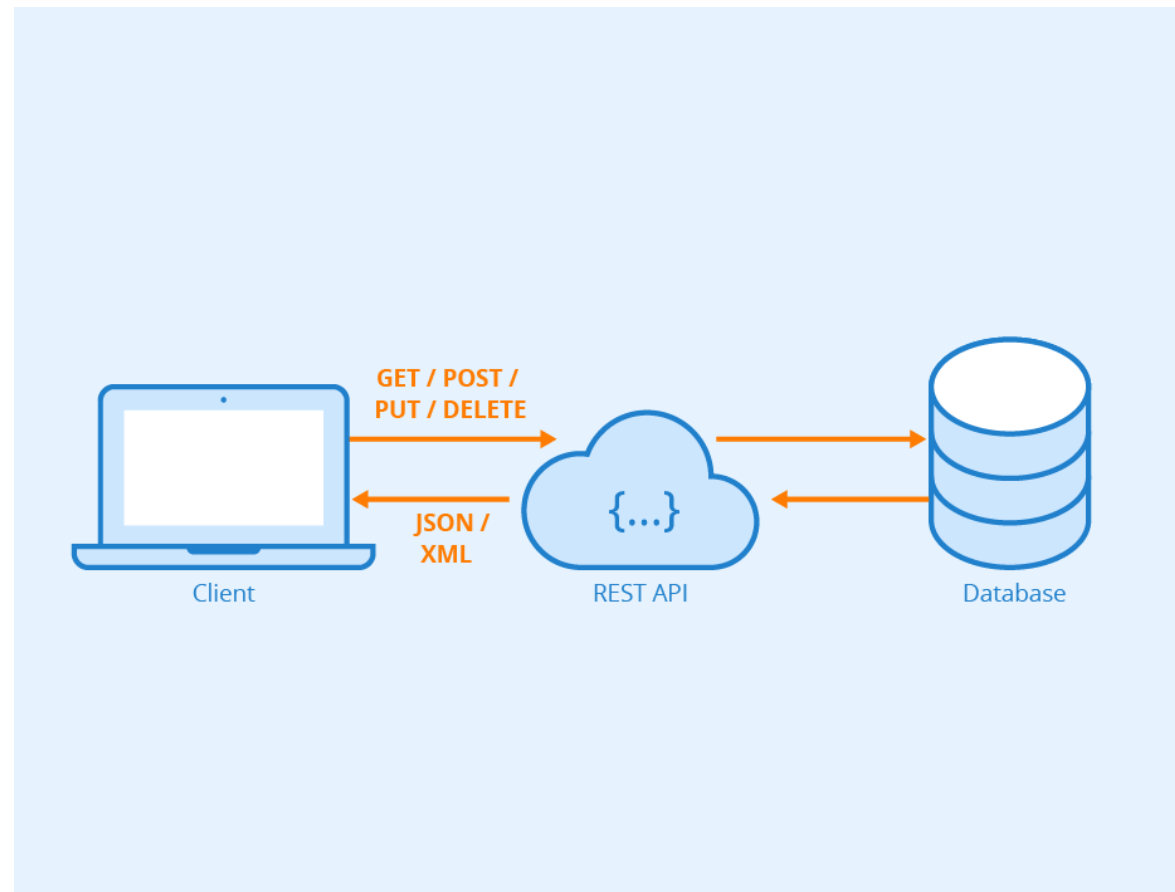 GET / POST /
PUT / DELETE
JSON /
XML
{...}
Client
REST API
Database